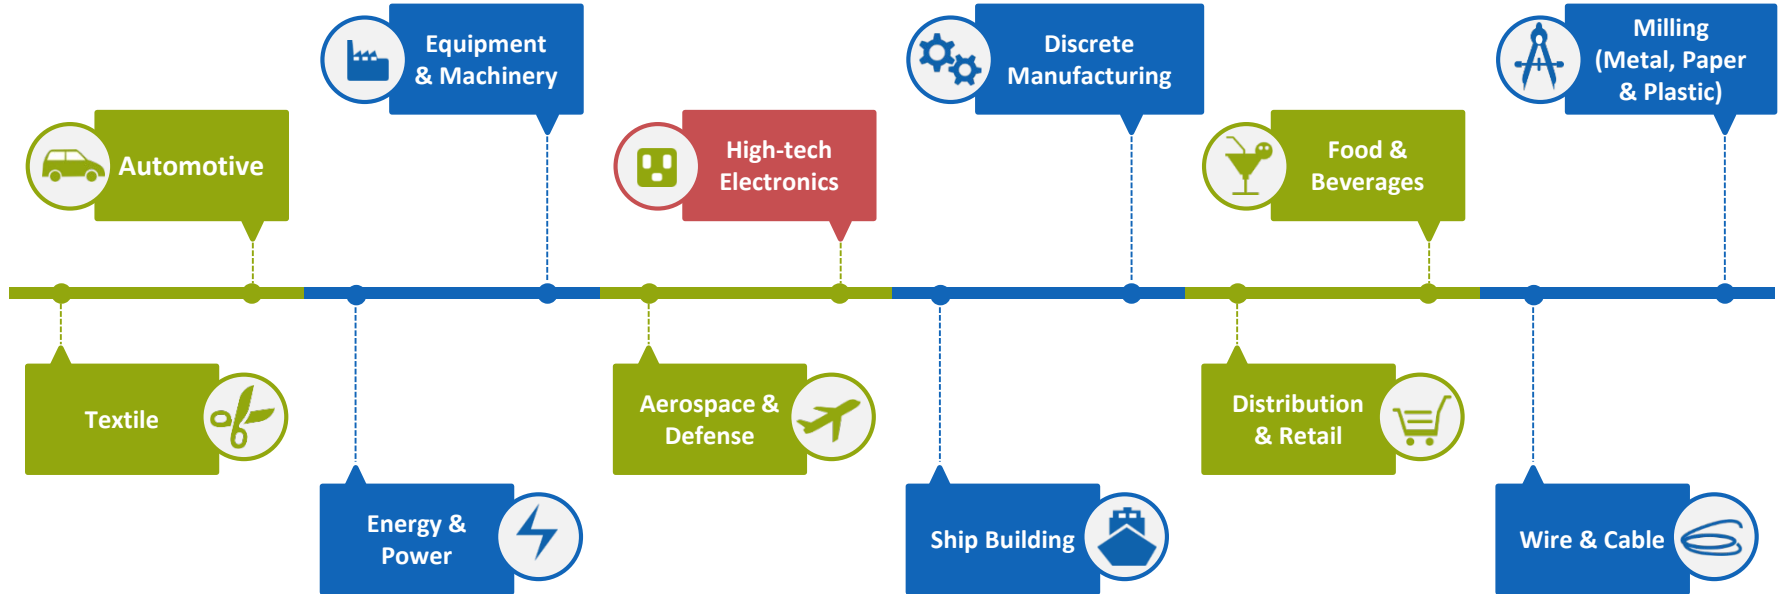 Equipment
& Machinery
Discrete
Manufacturing
Milling
(Metal, Paper
& Plastic)
Automotive
High-tech
Electronics
Food &
Beverages
Textile
Aerospace &
Defense
Distribution
& Retail
Energy &
Power
Ship Building
Wire & Cable